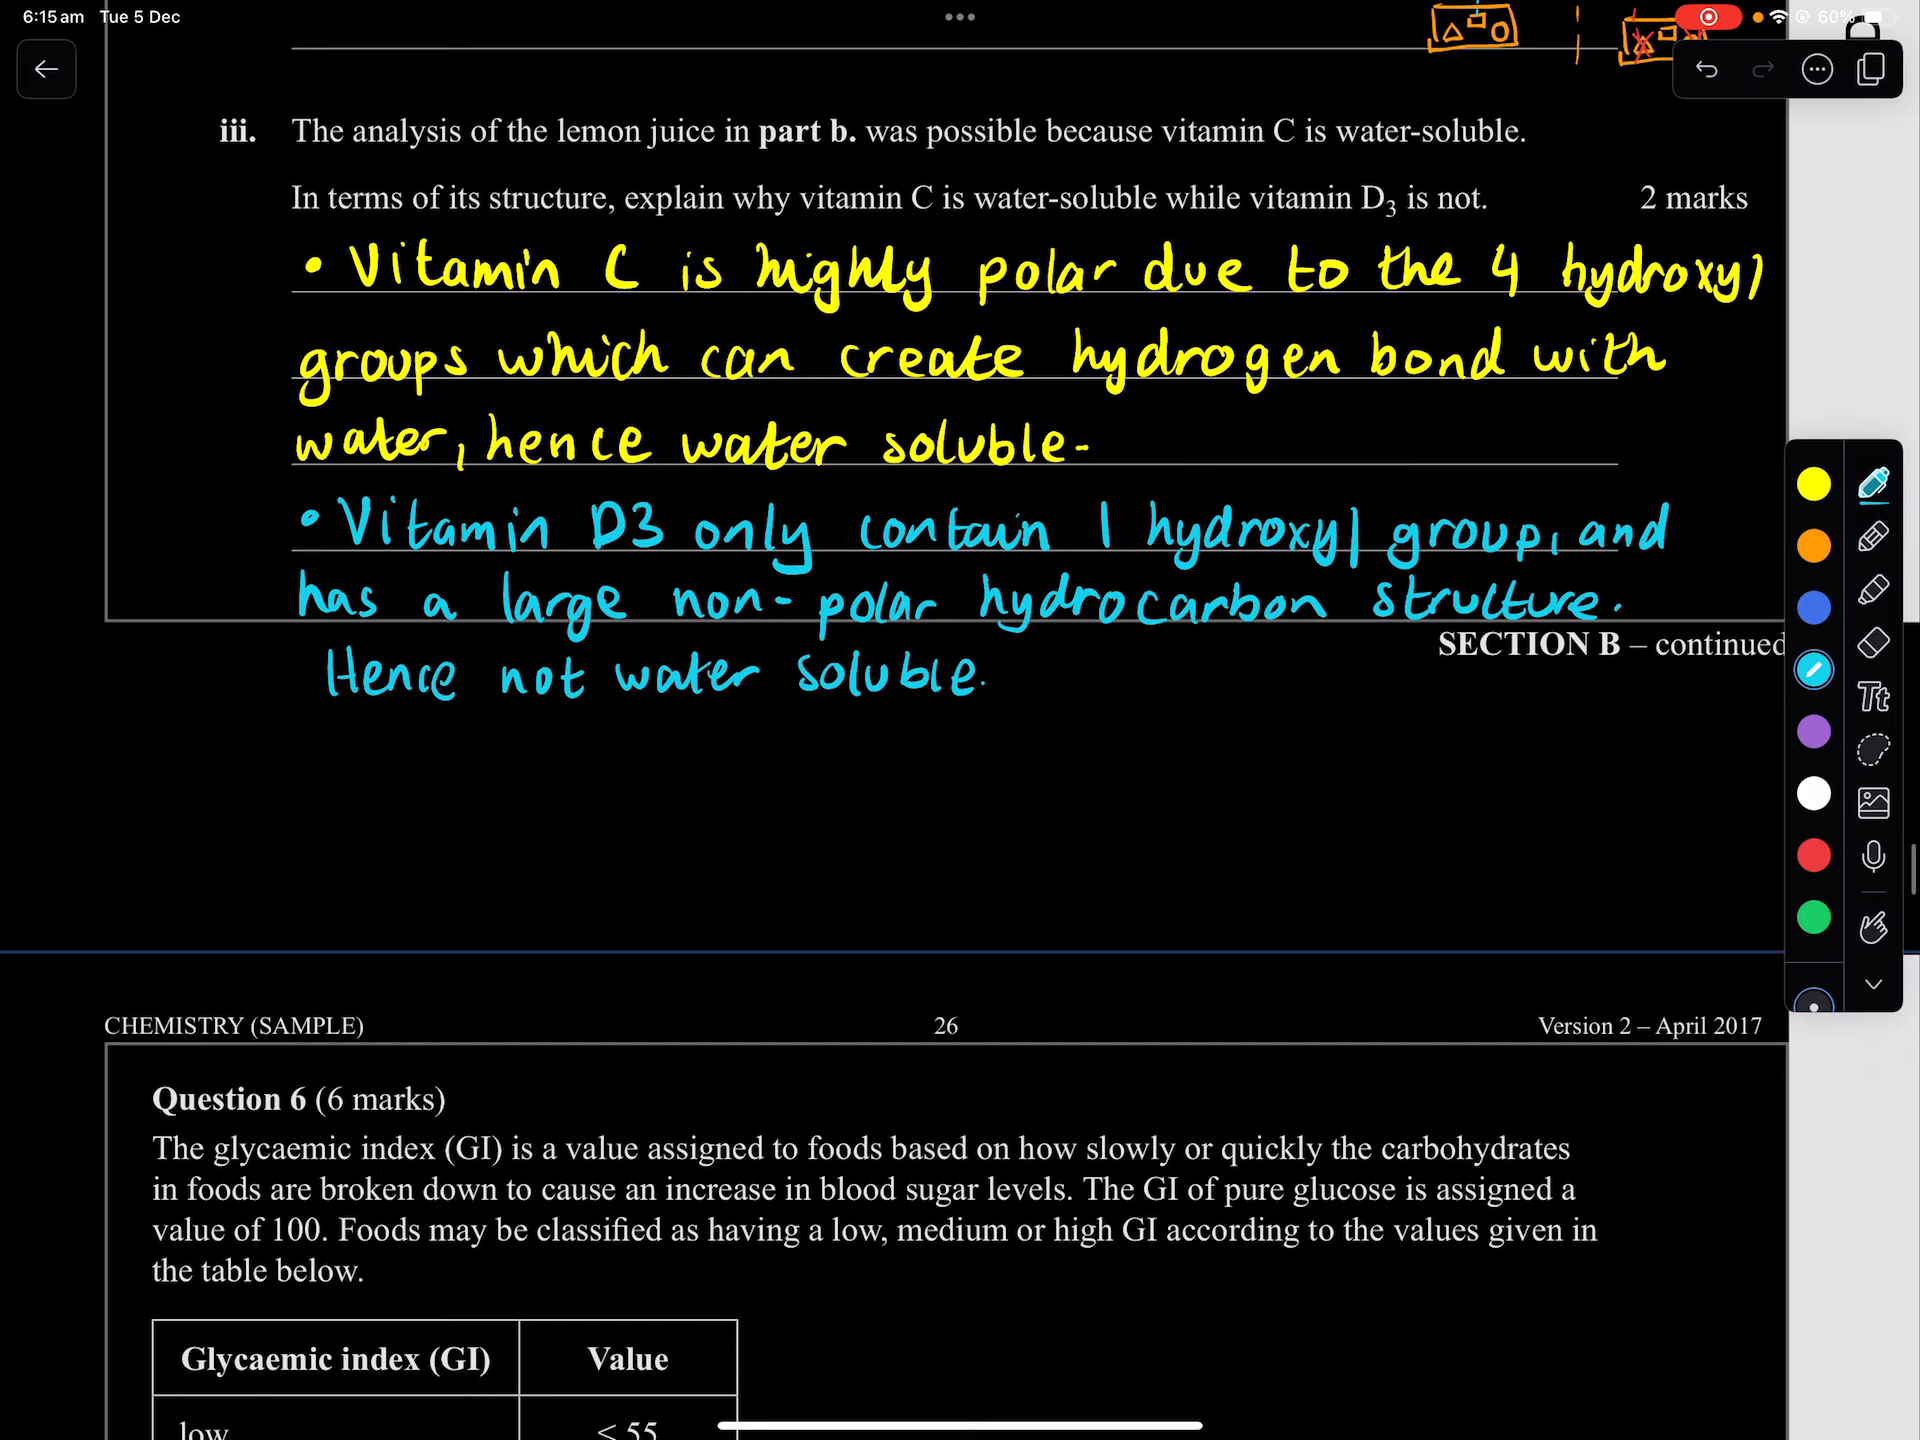 6:15am Tue 5 Dec
60%
iii. The analysis of the lemon juice in part b. was possible because vitamin C is water-soluble.
In terms of its structure, explain why vitamin C is water-soluble while vitamin D₃ is not. 2 marks
• Vitamin C is highly polar due to the 4 hydroxyl
groups which can create hydrogen bond with
water, hence water soluble-
• Vitamin D3 only contain 1 hydroxyl group, and
has a large non-polar hydrocarbon structure.
SECTION B – continued
Hence not water soluble.
Tt
CHEMISTRY (SAMPLE) 26 Version 2 – April 2017
Question 6 (6 marks)
The glycaemic index (GI) is a value assigned to foods based on how slowly or quickly the carbohydrates
in foods are broken down to cause an increase in blood sugar levels. The GI of pure glucose is assigned a
value of 100. Foods may be classified as having a low, medium or high GI according to the values given in
the table below.
Glycaemic index (GI) Value
low < 55